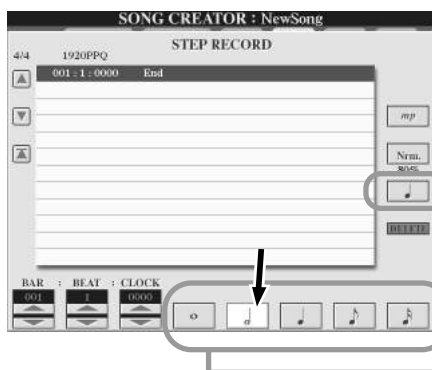 SONG CREATOR : NewSong
STEP RECORD
4/4 1920PPQ
001 : 1 : 0000 End
mp
Nrm.
80%
DELETE
BAR : BEAT : CLOCK
001 1 0000